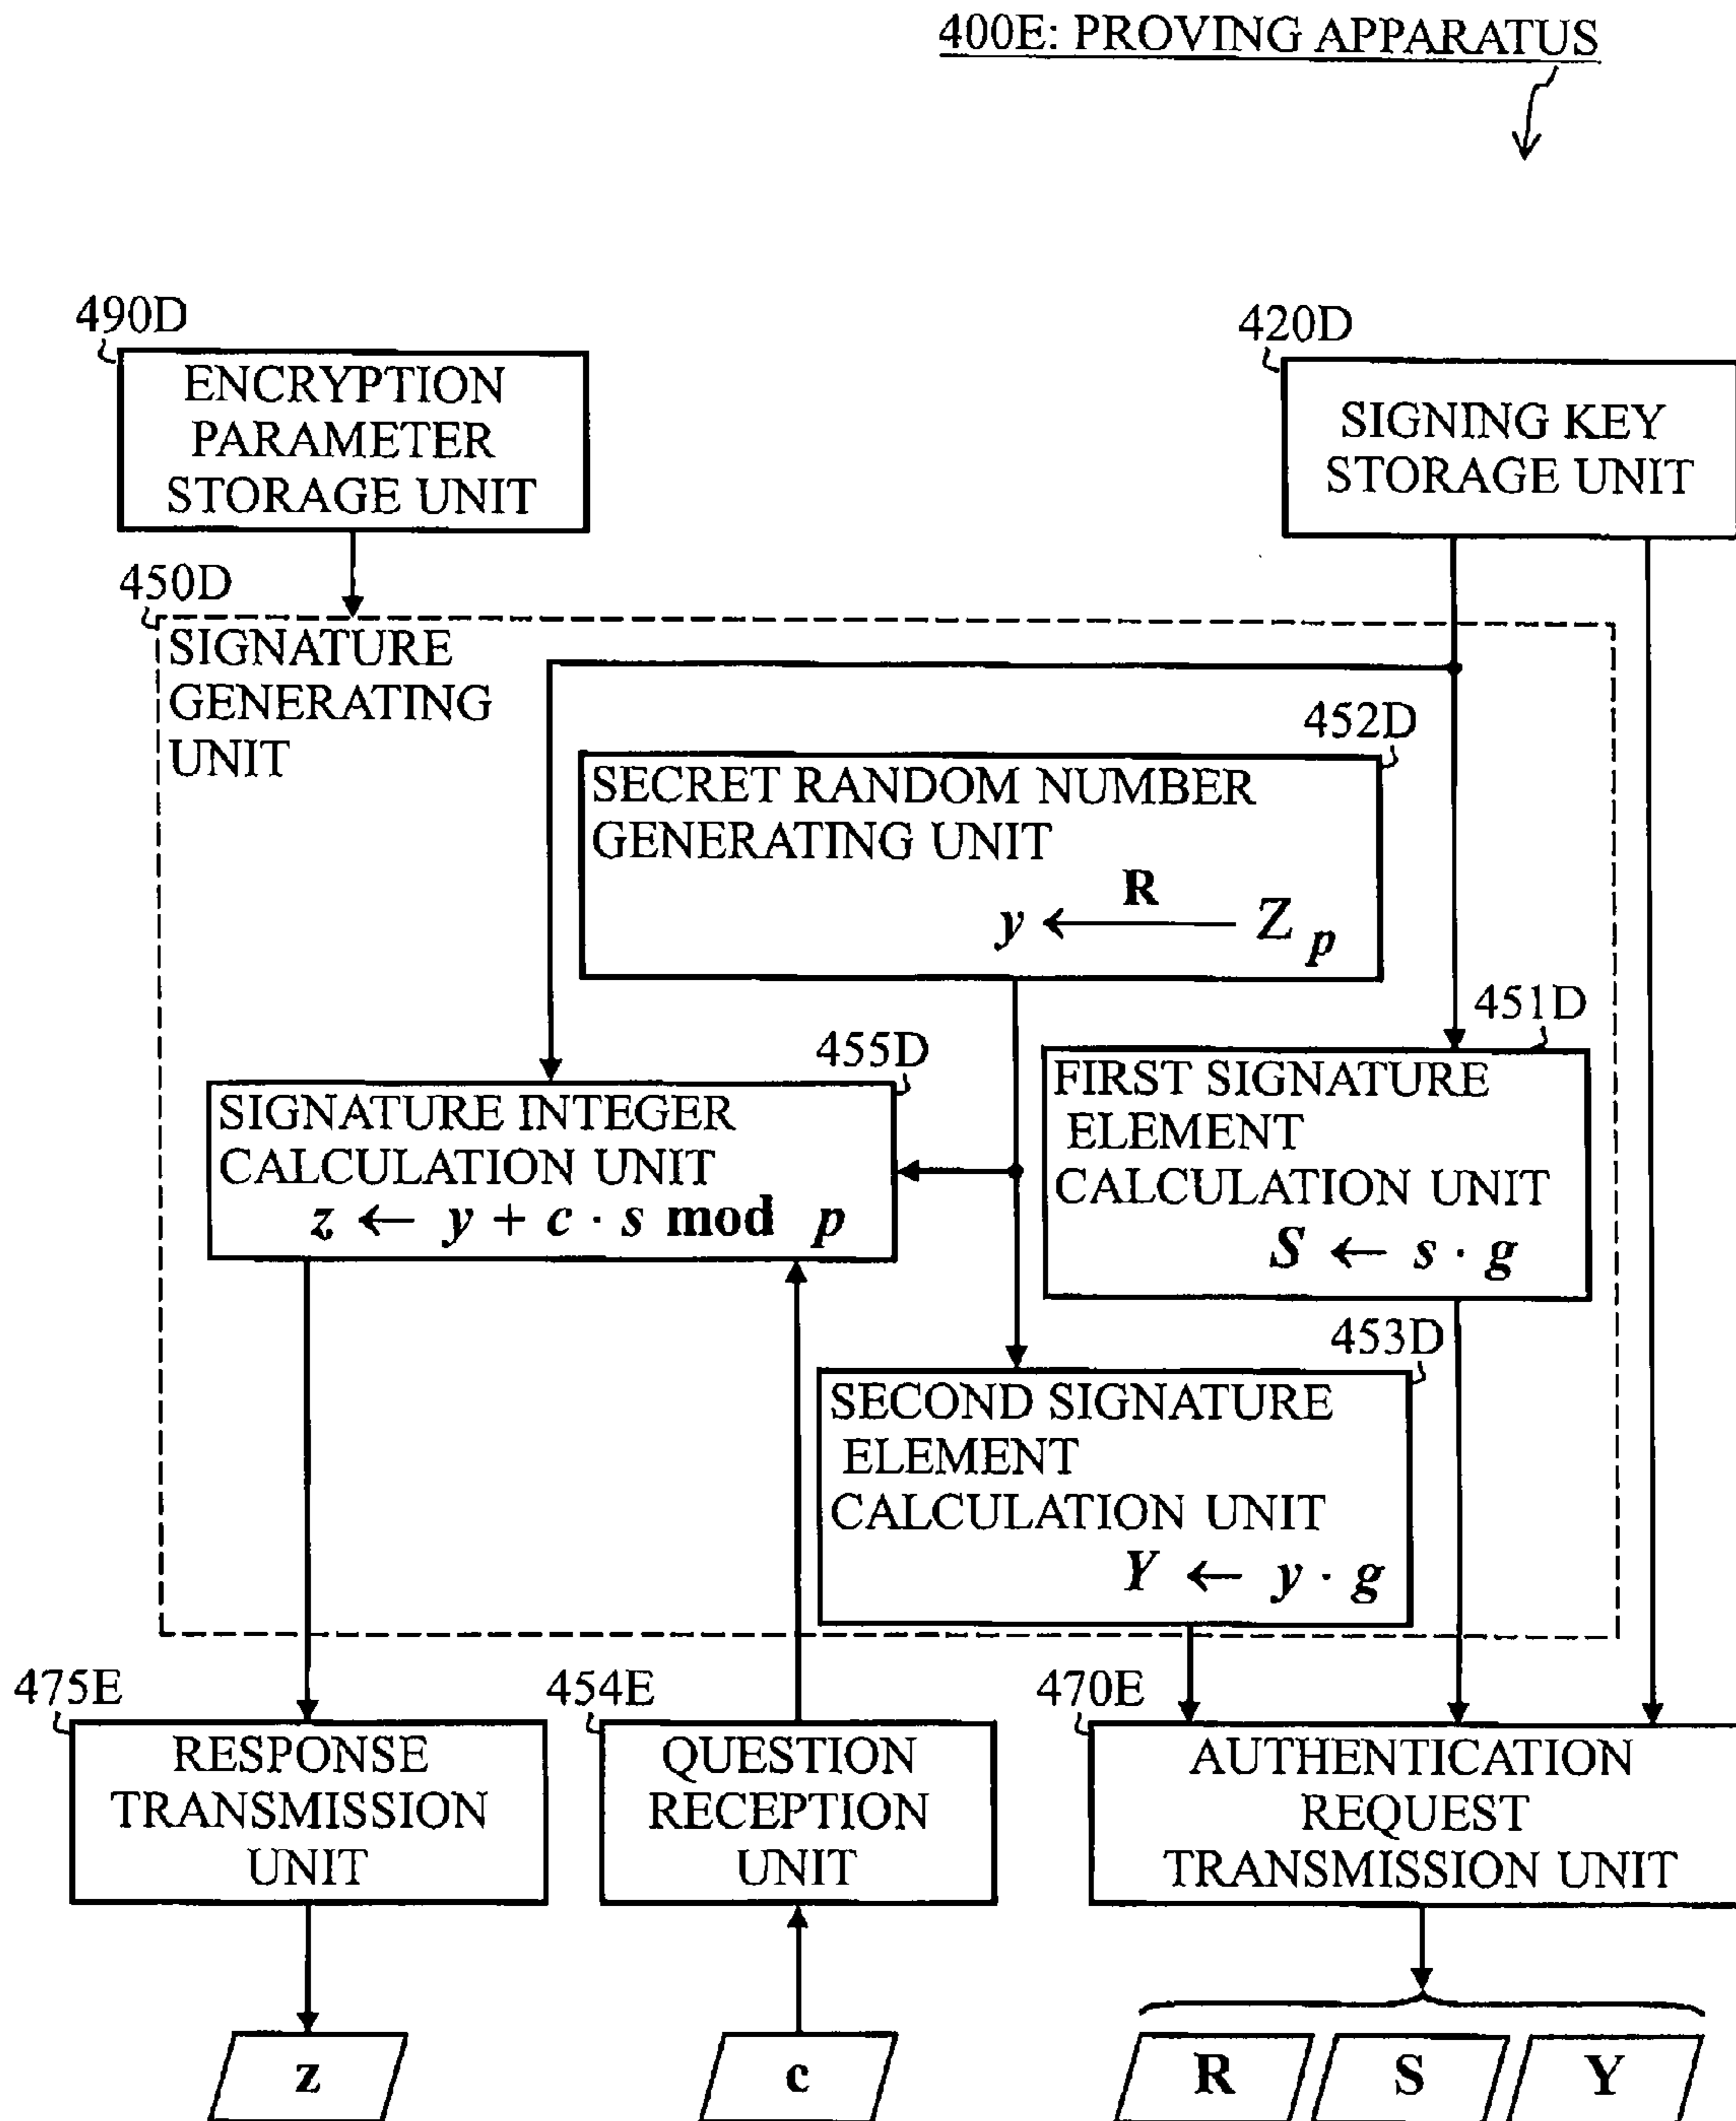 400E: PROVING APPARATUS
490D
ENCRYPTION
PARAMETER
STORAGE UNIT
420D
SIGNING KEY
STORAGE UNIT
450D
SIGNATURE
GENERATING
UNIT
452D
SECRET RANDOM NUMBER
GENERATING UNIT
R
y ← Z p
451D
FIRST SIGNATURE
ELEMENT
CALCULATION UNIT
S ← s · g
455D
SIGNATURE INTEGER
CALCULATION UNIT
z ← y + c · s mod p
453D
SECOND SIGNATURE
ELEMENT
CALCULATION UNIT
Y ← y · g
475E
RESPONSE
TRANSMISSION
UNIT
454E
QUESTION
RECEPTION
UNIT
470E
AUTHENTICATION
REQUEST
TRANSMISSION UNIT
z
c
R
S
Y